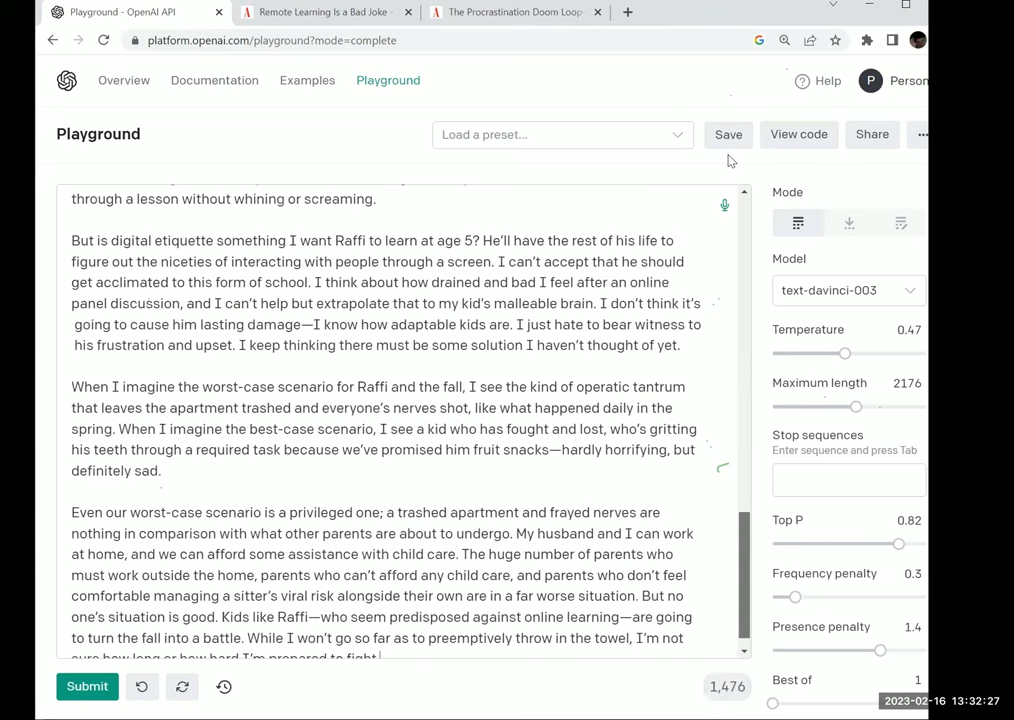 Playground - OpenAI API
Remote Learning Is a Bad Joke -
The Procrastination Doom Loop-
platform.openai.com/playground?mode=complete
Overview Documentation Examples Playground Help P Person
Playground Load a preset... Save View code Share
through a lesson without whining or screaming.
But is digital etiquette something I want Raffi to learn at age 5? He’ll have the rest of his life to
figure out the niceties of interacting with people through a screen. I can’t accept that he should
get acclimated to this form of school. I think about how drained and bad I feel after an online
panel discussion, and I can’t help but extrapolate that to my kid’s malleable brain. I don’t think it’s
going to cause him lasting damage—I know how adaptable kids are. I just hate to bear witness to
his frustration and upset. I keep thinking there must be some solution I haven’t thought of yet.
When I imagine the worst-case scenario for Raffi and the fall, I see the kind of operatic tantrum
that leaves the apartment trashed and everyone’s nerves shot, like what happened daily in the
spring. When I imagine the best-case scenario, I see a kid who has fought and lost, who’s gritting
his teeth through a required task because we’ve promised him fruit snacks—hardly horrifying, but
definitely sad.
Even our worst-case scenario is a privileged one; a trashed apartment and frayed nerves are
nothing in comparison with what other parents are about to undergo. My husband and I can work
at home, and we can afford some assistance with child care. The huge number of parents who
must work outside the home, parents who can’t afford any child care, and parents who don’t feel
comfortable managing a sitter’s viral risk alongside their own are in a far worse situation. But no
one’s situation is good. Kids like Raffi—who seem predisposed against online learning—are going
to turn the fall into a battle. While I won’t go so far as to preemptively throw in the towel, I’m not
sure how long or how hard I’m prepared to fight.
Submit
1,476
Mode
Model
text-davinci-003
Temperature 0.47
Maximum length 2176
Stop sequences
Enter sequence and press Tab
Top P 0.82
Frequency penalty 0.3
Presence penalty 1.4
Best of 1
2023-02-16 13:32:27